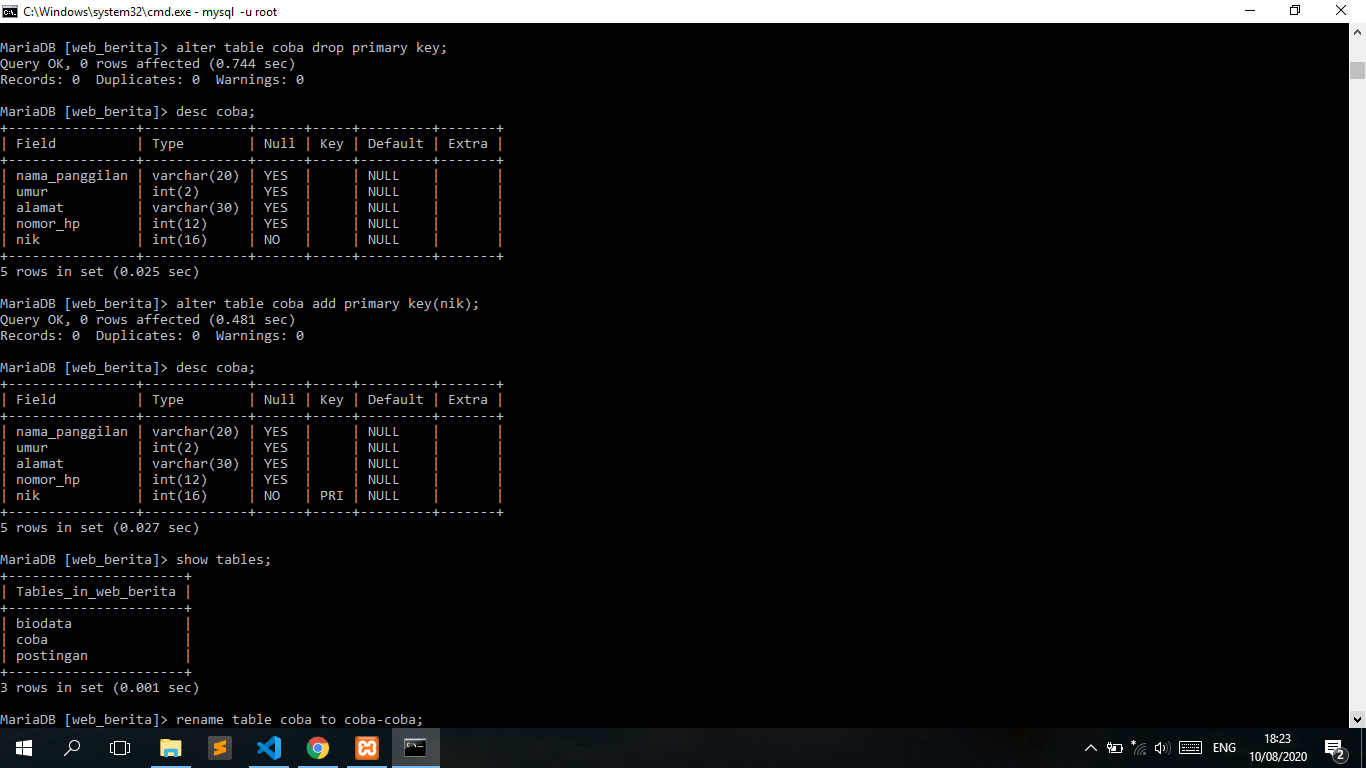 C:\Windows\system32\cmd.exe - mysql  -u root
MariaDB [web_berita]> alter table coba drop primary key;
Query OK, 0 rows affected (0.744 sec)
Records: 0  Duplicates: 0  Warnings: 0
MariaDB [web_berita]> desc coba;
+----------------+-------------+------+-----+---------+-------+
| Field          | Type        | Null | Key | Default | Extra |
+----------------+-------------+------+-----+---------+-------+
| nama_panggilan | varchar(20) | YES  |     | NULL    |       |
| umur           | int(2)      | YES  |     | NULL    |       |
| alamat         | varchar(30) | YES  |     | NULL    |       |
| nomor_hp       | int(12)     | YES  |     | NULL    |       |
| nik            | int(16)     | NO   |     | NULL    |       |
+----------------+-------------+------+-----+---------+-------+
5 rows in set (0.025 sec)
MariaDB [web_berita]> alter table coba add primary key(nik);
Query OK, 0 rows affected (0.481 sec)
Records: 0  Duplicates: 0  Warnings: 0
MariaDB [web_berita]> desc coba;
+----------------+-------------+------+-----+---------+-------+
| Field          | Type        | Null | Key | Default | Extra |
+----------------+-------------+------+-----+---------+-------+
| nama_panggilan | varchar(20) | YES  |     | NULL    |       |
| umur           | int(2)      | YES  |     | NULL    |       |
| alamat         | varchar(30) | YES  |     | NULL    |       |
| nomor_hp       | int(12)     | YES  |     | NULL    |       |
| nik            | int(16)     | NO   | PRI | NULL    |       |
+----------------+-------------+------+-----+---------+-------+
5 rows in set (0.027 sec)
MariaDB [web_berita]> show tables;
+----------------------+
| Tables_in_web_berita |
+----------------------+
| biodata              |
| coba                 |
| postingan            |
+----------------------+
3 rows in set (0.001 sec)
MariaDB [web_berita]> rename table coba to coba-coba;
ENG
18:23
10/08/2020
2